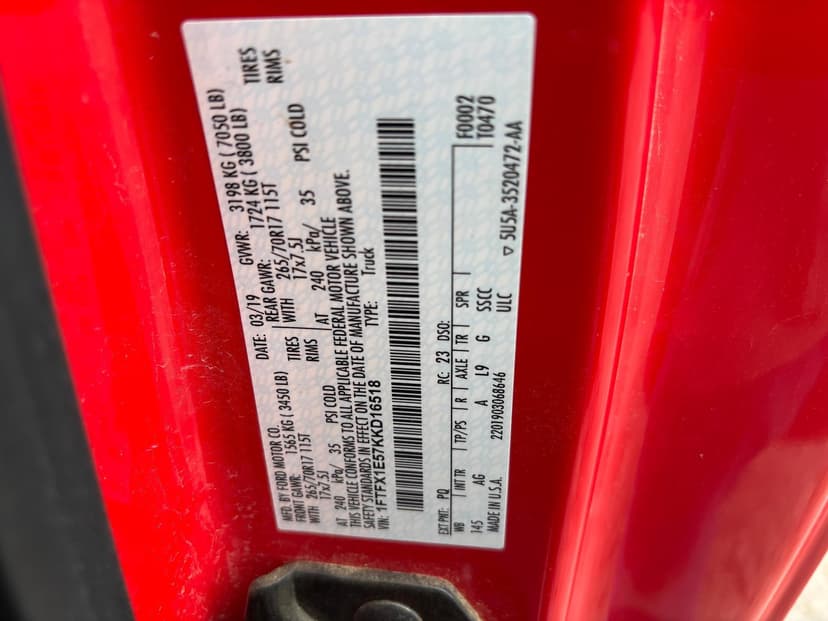 MFD. BY FORD MOTOR CO.
DATE: 03/19 GVWR: 3198 KG ( 7050 LB)
FRONT GAWR: 1565 KG ( 3450 LB) REAR GAWR: 1724 KG ( 3800 LB)
WITH 265/70R17 115T TIRES WITH 265/70R17 115T TIRES
17x7.5J RIMS 17x7.5J RIMS
AT 240 kPa/ 35 PSI COLD AT 240 kPa/ 35 PSI COLD
THIS VEHICLE CONFORMS TO ALL APPLICABLE FEDERAL MOTOR VEHICLE
SAFETY STANDARDS IN EFFECT ON THE DATE OF MANUFACTURE SHOWN ABOVE.
VIN: 1FTFX1E57KKD16518 TYPE: Truck
EXT PNT: PQ RC: 23 DSO: F0002
WB INT TR TP/PS R AXLE TR SPR T0470
145 AG A L9 G SSCC
MADE IN U.S.A. 2201903068646 ULC ▽ 5U5A-3520472-AA